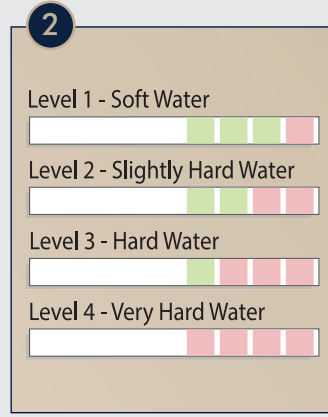 2
Level 1 - Soft Water
Level 2 - Slightly Hard Water
Level 3 - Hard Water
Level 4 - Very Hard Water